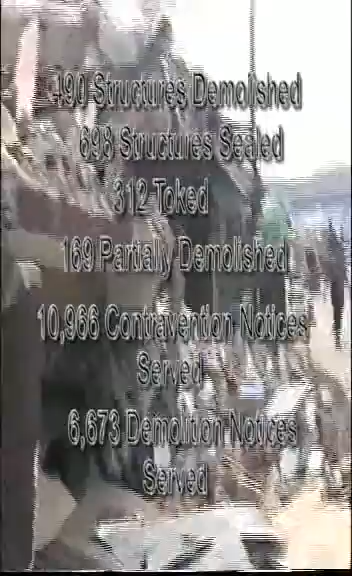 490 Structures Demolished
698 Structures Sealed
312 Toked
169 Partially Demolished
10,966 Contravention Notices
Served
6,673 Demolition Notices
Served